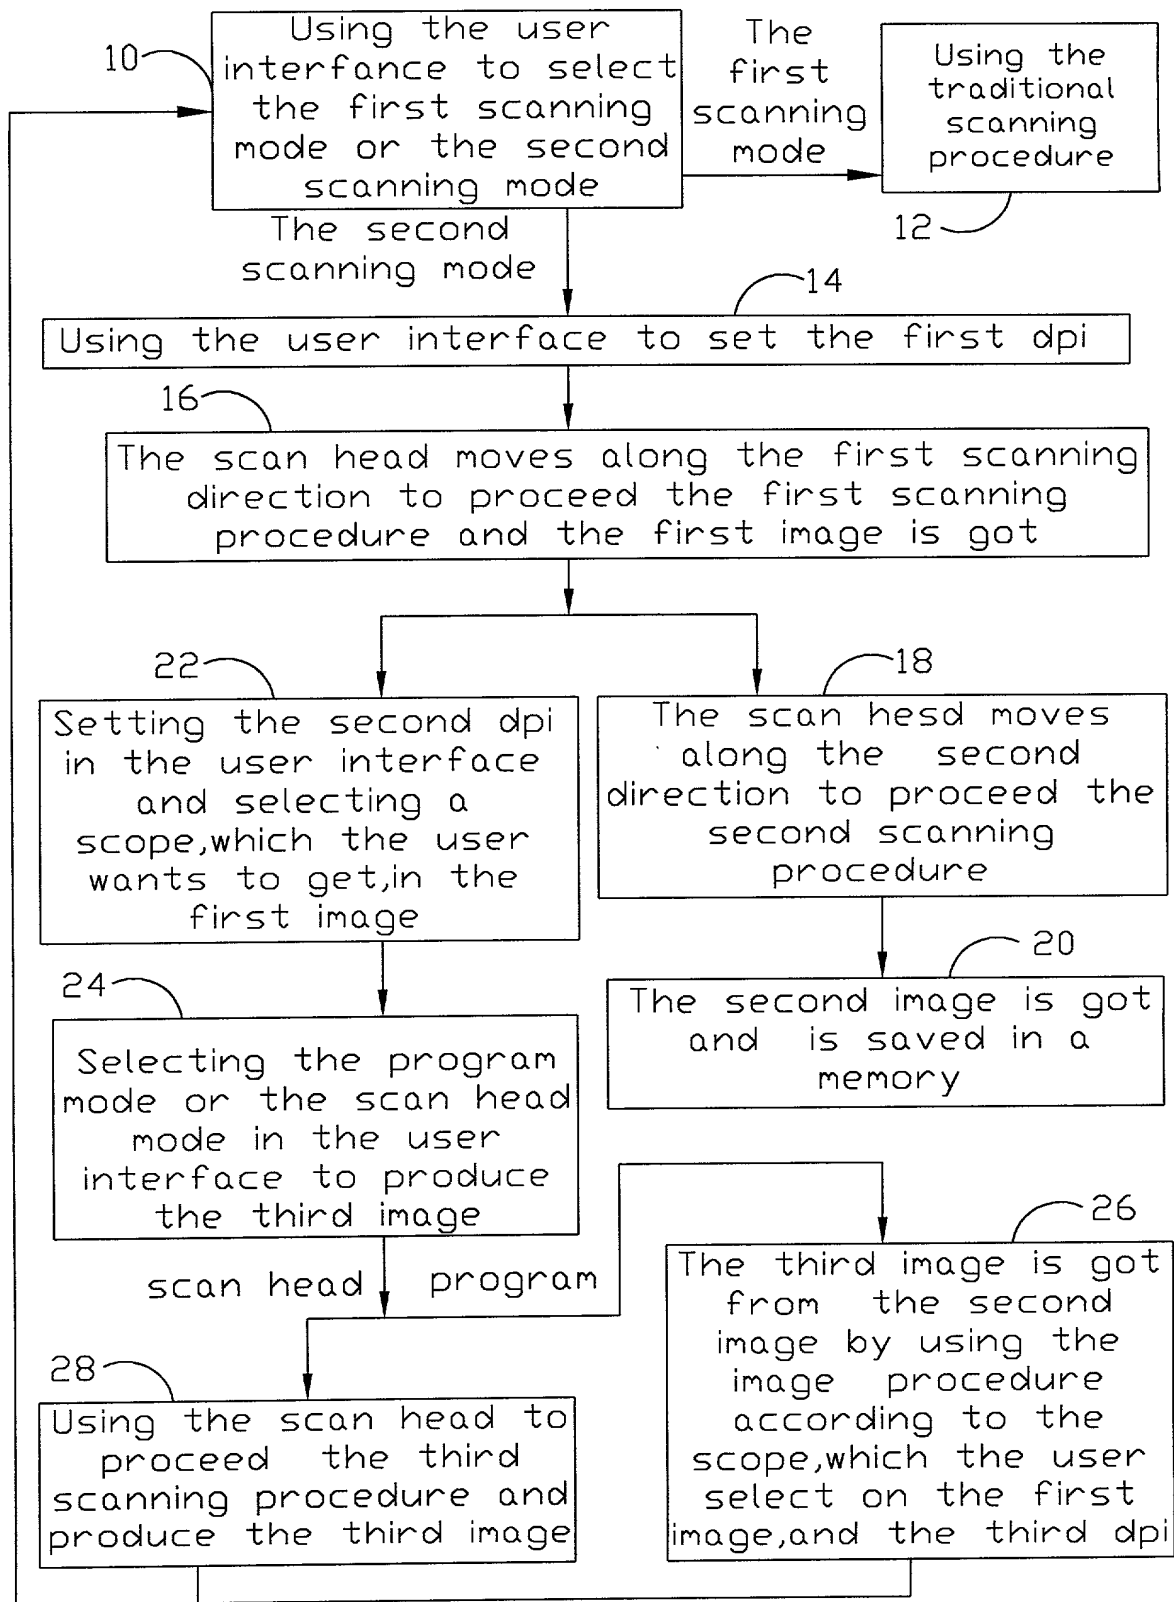 10
Using the user
interfance to select
the first scanning
mode or the second
scanning mode
The
first
scanning
mode
Using the
traditional
scanning
procedure
12
The second
scanning mode
14
Using the user interface to set the first dpi
16
The scan head moves along the first scanning
direction to proceed the first scanning
procedure and the first image is got
22
Setting the second dpi
in the user interface
and selecting a
scope,which the user
wants to get,in the
first image
18
The scan hesd moves
along the second
direction to proceed the
second scanning
procedure
20
The second image is got
and is saved in a
memory
24
Selecting the program
mode or the scan head
mode in the user
interface to produce
the third image
scan head
program
26
The third image is got
from the second
image by using the
image procedure
according to the
scope,which the user
select on the first
image,and the third dpi
28
Using the scan head to
proceed the third
scanning procedure and
produce the third image